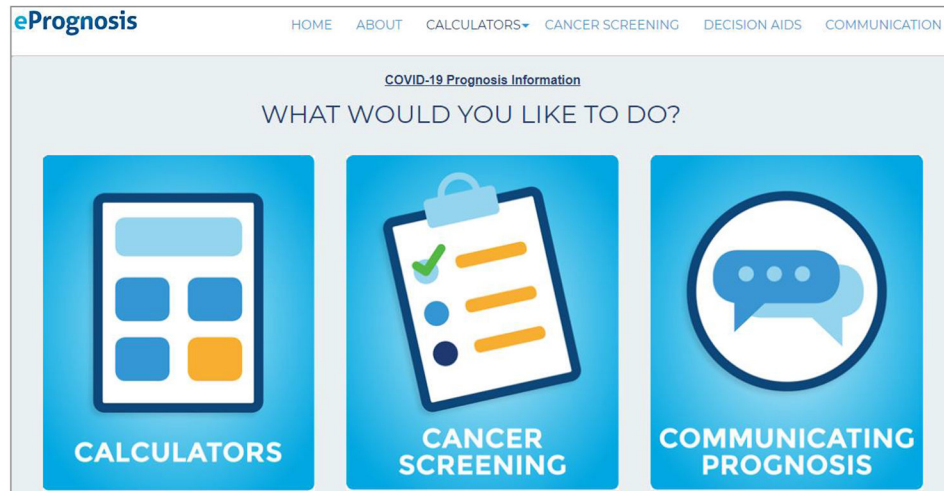 ePrognosis
HOME ABOUT CALCULATORS CANCER SCREENING DECISION AIDS COMMUNICATION
COVID-19 Prognosis Information
WHAT WOULD YOU LIKE TO DO?
CALCULATORS
CANCER
SCREENING
COMMUNICATING
PROGNOSIS